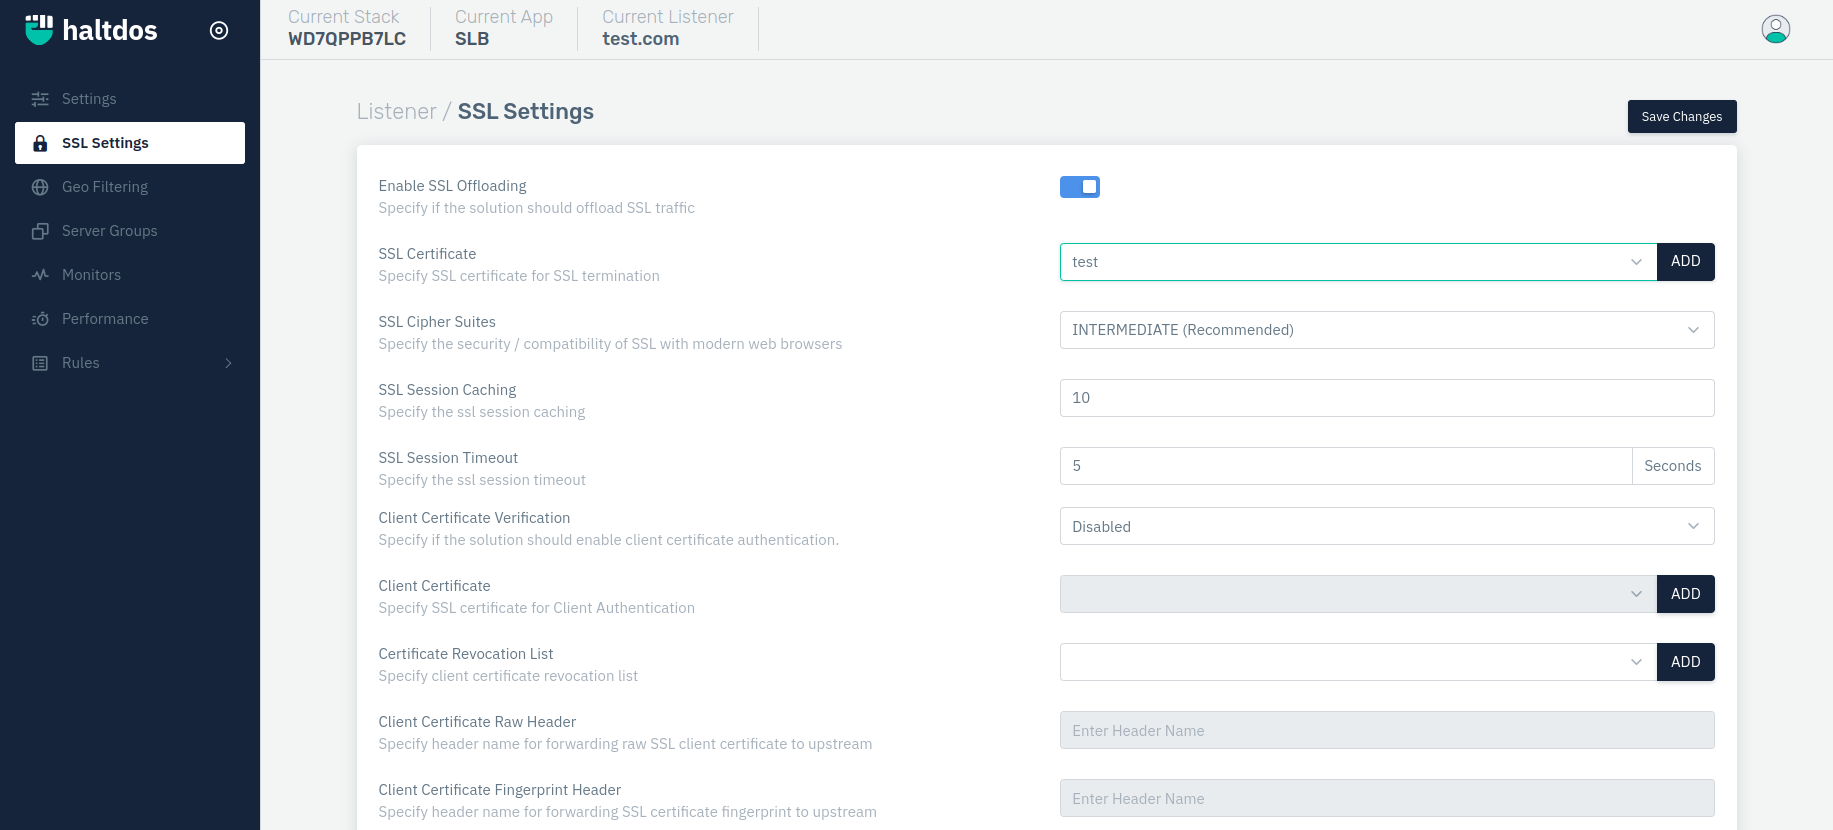 haltdos
Current Stack
WD7QPPB7LC
Current App
SLB
Current Listener
test.com
Settings
SSL Settings
Geo Filtering
Server Groups
Monitors
Performance
Rules
Listener / SSL Settings
Save Changes
Enable SSL Offloading
Specify if the solution should offload SSL traffic
SSL Certificate
Specify SSL certificate for SSL termination
test
ADD
SSL Cipher Suites
Specify the security / compatibility of SSL with modern web browsers
INTERMEDIATE (Recommended)
SSL Session Caching
Specify the ssl session caching
10
SSL Session Timeout
Specify the ssl session timeout
5
Seconds
Client Certificate Verification
Specify if the solution should enable client certificate authentication.
Disabled
Client Certificate
Specify SSL certificate for Client Authentication
ADD
Certificate Revocation List
Specify client certificate revocation list
ADD
Client Certificate Raw Header
Specify header name for forwarding raw SSL client certificate to upstream
Enter Header Name
Client Certificate Fingerprint Header
Specify header name for forwarding SSL certificate fingerprint to upstream
Enter Header Name